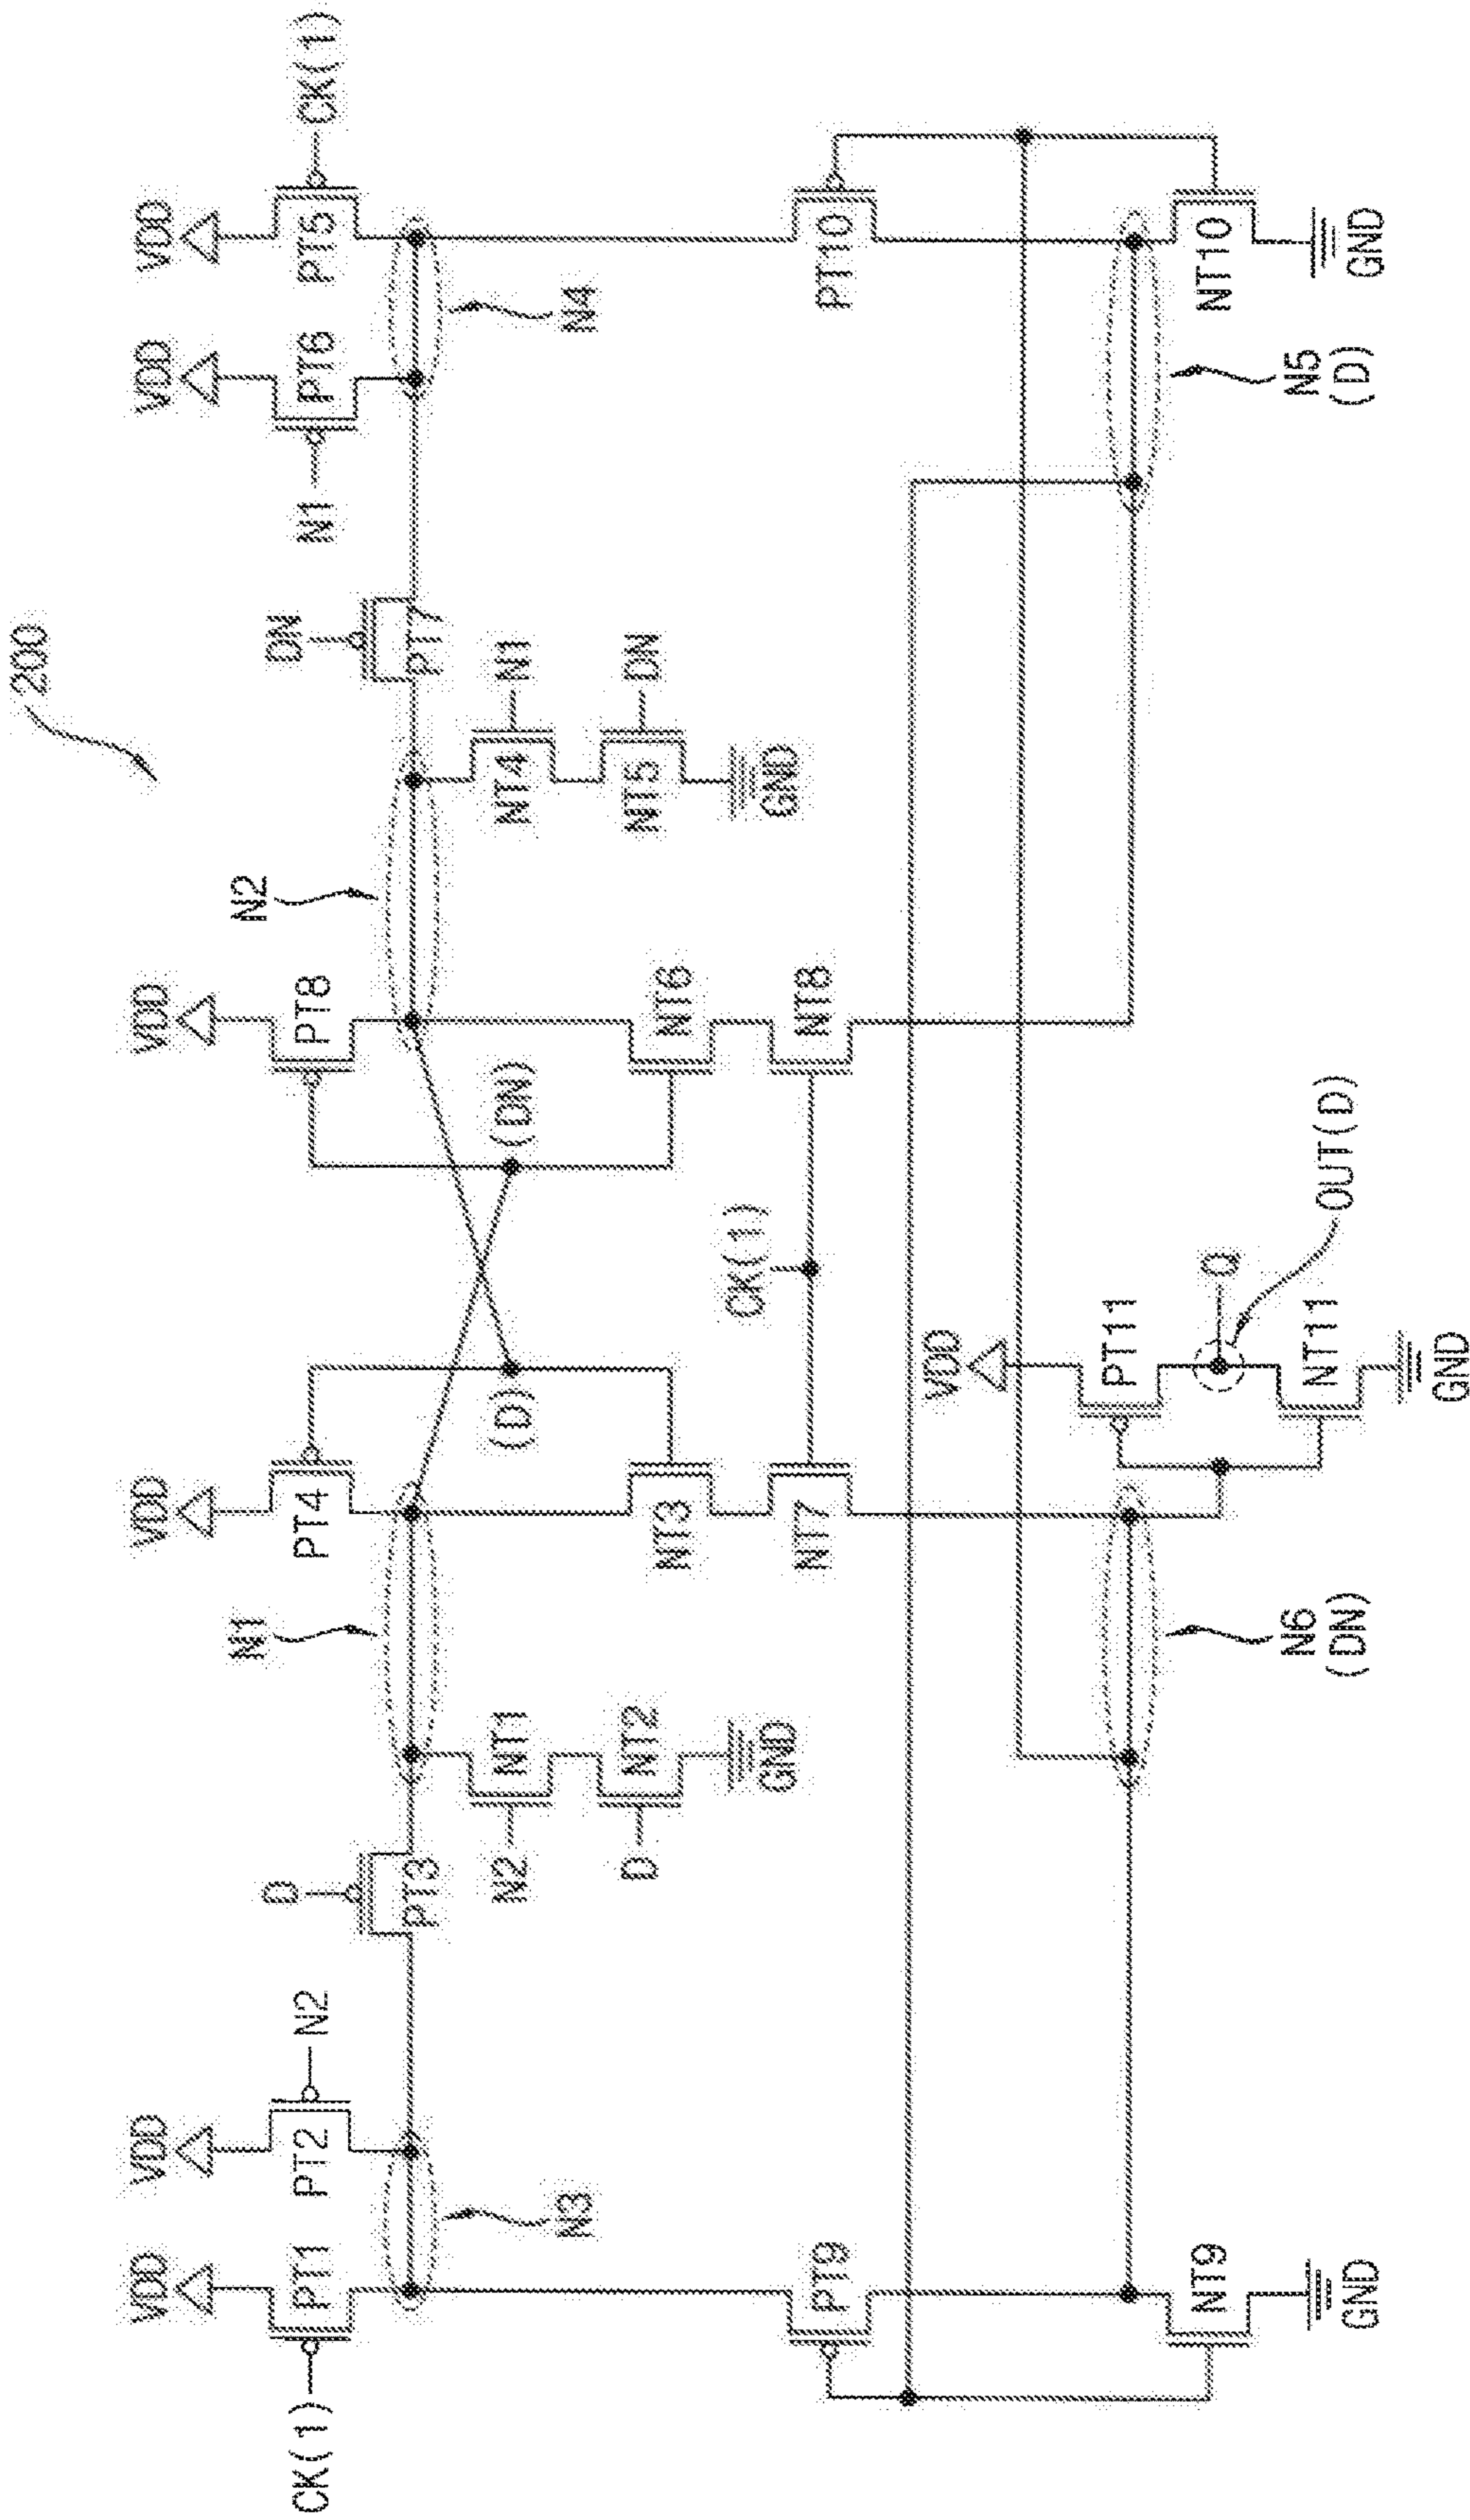 200
VDD
VDD
VDD
VDD
VDD
VDD
CK(1)
PT1
PT2
N2
D
PT3
N1
PT4
N2
PT8
DN
PT7
N1
PT6
PT5
CK(1)
N3
N2
NT1
(D)
(DN)
NT4
N1
N4
D
NT2
NT3
NT6
NT5
DN
GND
CK(1)
GND
PT9
NT7
NT8
PT10
VDD
PT11
NT9
Q
NT10
N6
(DN)
NT11
OUT(D)
N5
(D)
GND
GND
GND